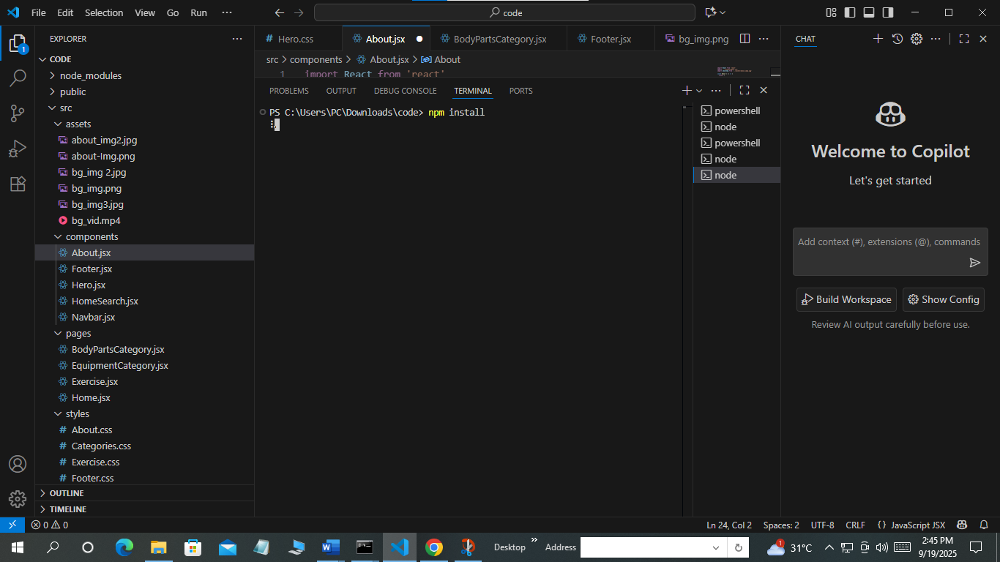 File Edit Selection View Go Run ···
code
EXPLORER ···
CODE
node_modules
public
src
assets
about_img2.jpg
about-Img.png
bg_img 2.jpg
bg_img.png
bg_img3.jpg
bg_vid.mp4
components
About.jsx
Footer.jsx
Hero.jsx
HomeSearch.jsx
Navbar.jsx
pages
BodyPartsCategory.jsx
EquipmentCategory.jsx
Exercise.jsx
Home.jsx
styles
# About.css
# Categories.css
# Exercise.css
# Footer.css
OUTLINE
TIMELINE
1
# Hero.css About.jsx BodyPartsCategory.jsx Footer.jsx bg_img.png ···
src > components > About.jsx > About
1 import React from 'react'
PROBLEMS OUTPUT DEBUG CONSOLE TERMINAL PORTS
PS C:\Users\PC\Downloads\code> npm install
powershell
node
powershell
node
node
CHAT
Welcome to Copilot
Let's get started
Add context (#), extensions (@), commands
Build Workspace Show Config
Review AI output carefully before use.
0 0 Ln 24, Col 2 Spaces: 2 UTF-8 CRLF {} JavaScript JSX
Desktop » Address 1 31°C 2:45 PM
9/19/2025